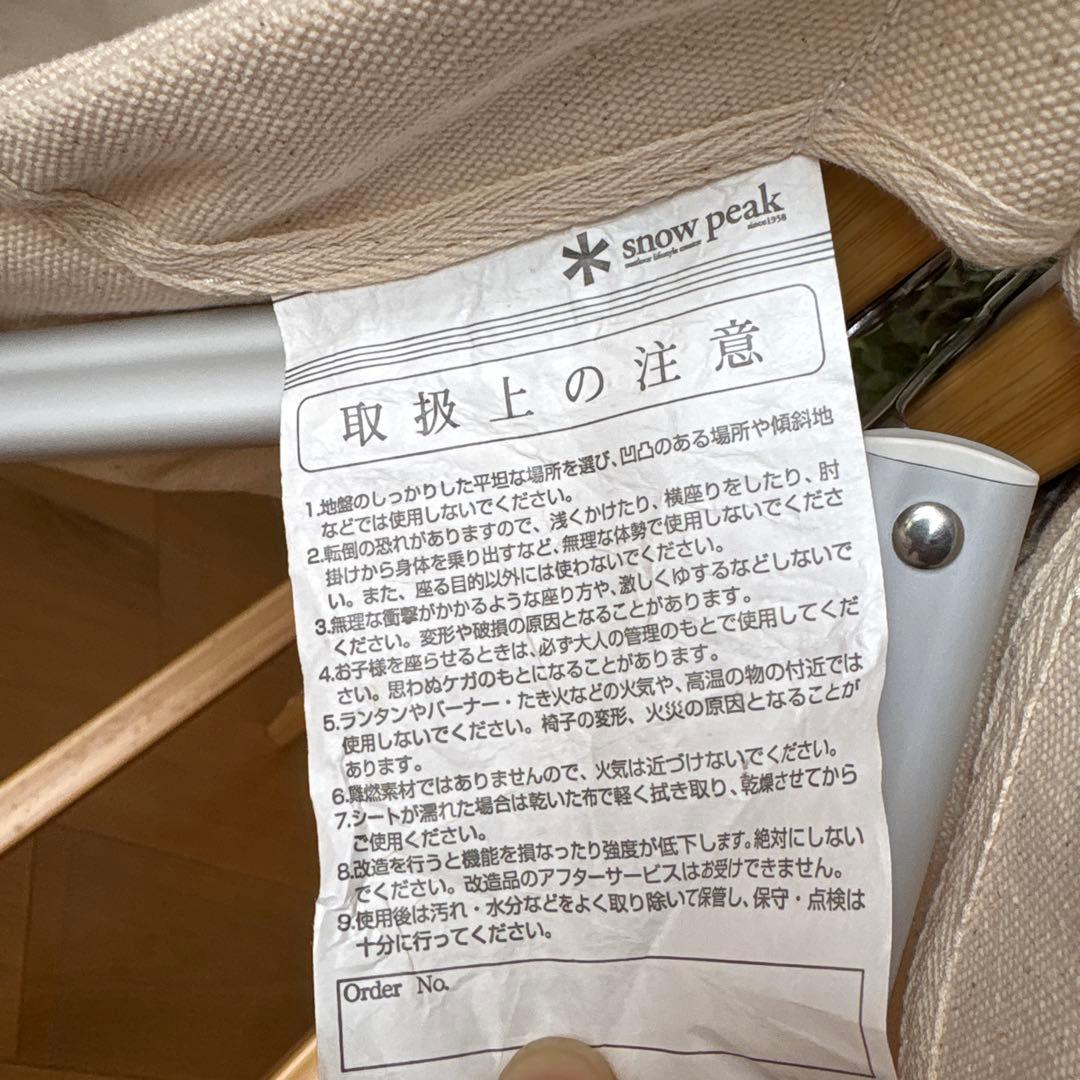 snow peak
since1958
outdoor lifestyle creator
取扱上の注意
1.地盤のしっかりした平坦な場所を選び、凹凸のある場所や傾斜地
などでは使用しないでください。
2.転倒の恐れがありますので、浅くかけたり、横座りをしたり、肘
掛けから身体を乗り出すなど、無理な体勢で使用しないでくださ
い。また、座る目的以外には使わないでください。
3.無理な衝撃がかかるような座り方や、激しくゆするなどしないで
ください。変形や破損の原因となることがあります。
4.お子様を座らせるときは、必ず大人の管理のもとで使用してくだ
さい。思わぬケガのもとになることがあります。
5.ランタンやバーナー・たき火などの火気や、高温の物の付近では
使用しないでください。椅子の変形、火災の原因となることが
あります。
6.難燃素材ではありませんので、火気は近づけないでください。
7.シートが濡れた場合は乾いた布で軽く拭き取り、乾燥させてから
ご使用ください。
8.改造を行うと機能を損なったり強度が低下します。絶対にしない
でください。改造品のアフターサービスはお受けできません。
9.使用後は汚れ・水分などをよく取り除いて保管し、保守・点検は
十分に行ってください。
Order No.